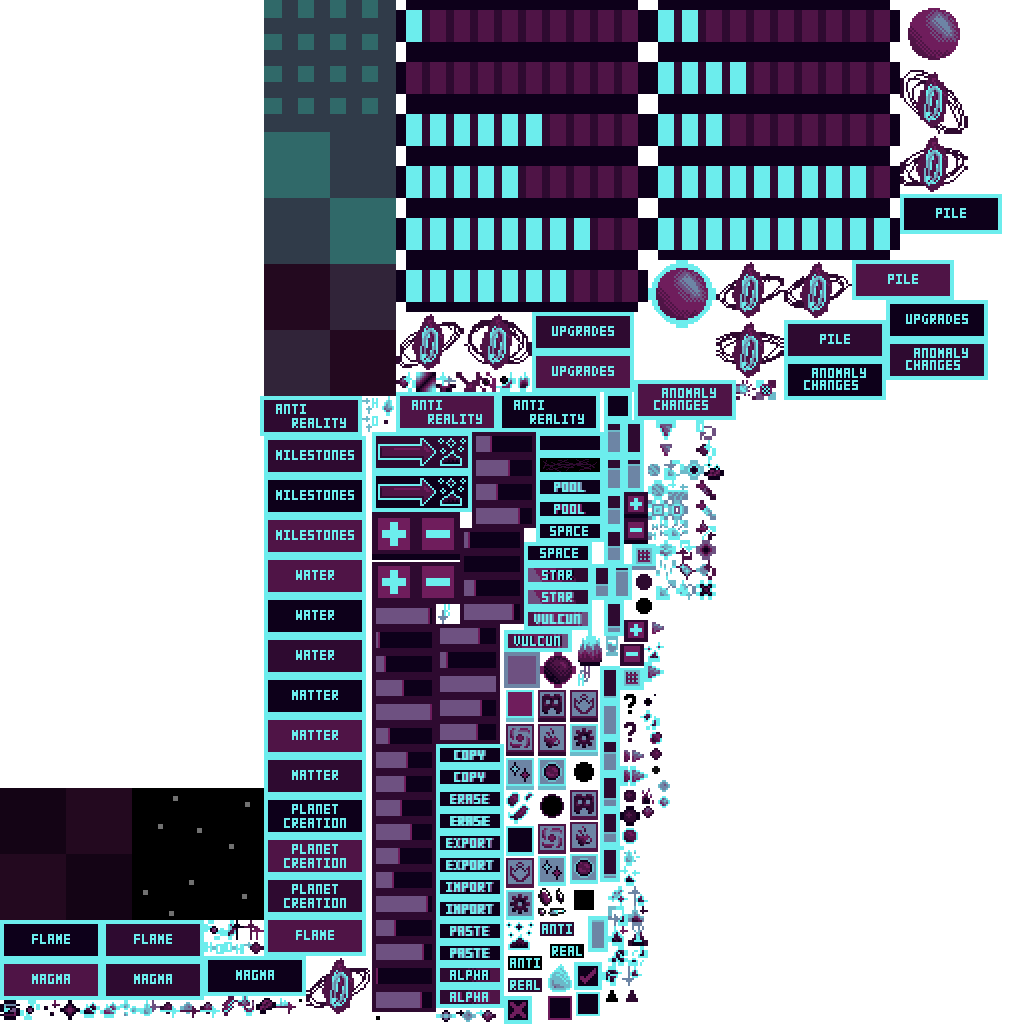 PILE
PILE
UPGRADES
UPGRADES
PILE
UPGRADES
ANOMALY
CHANGES
ANOMALY
CHANGES
ANOMALY
CHANGES
ANTI
REALITY
ANTI
REALITY
ANTI
REALITY
MILESTONES
MILESTONES
MILESTONES
WATER
WATER
WATER
MATTER
MATTER
MATTER
PLANET
CREATION
PLANET
CREATION
PLANET
CREATION
FLAME
FLAME
FLAME
MAGMA
MAGMA
MAGMA
POOL
POOL
SPACE
SPACE
STAR
STAR
VULCUN
VULCUN
COPY
COPY
ERASE
ERASE
EXPORT
EXPORT
IMPORT
IMPORT
PASTE
PASTE
ALPHA
ALPHA
?
?
ANTI
REAL
ANTI
REAL